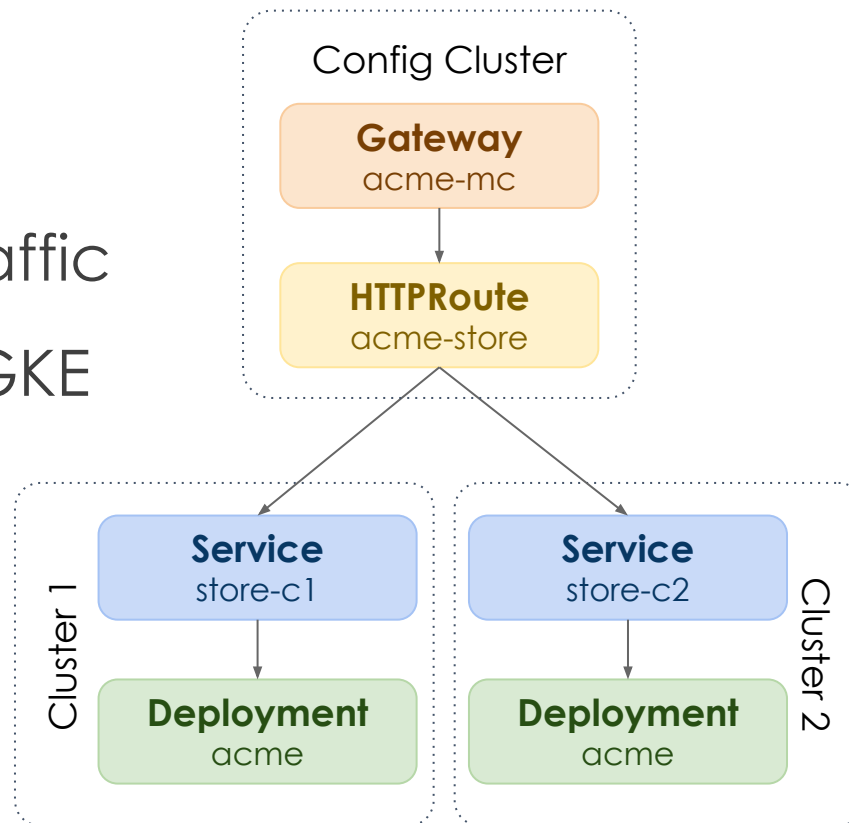 Config Cluster
Gateway
acme-mc
HTTPRoute
acme-store
GKE
Cluster 1
Service
store-c1
Deployment
acme
Service
store-c2
Deployment
acme
Cluster 2